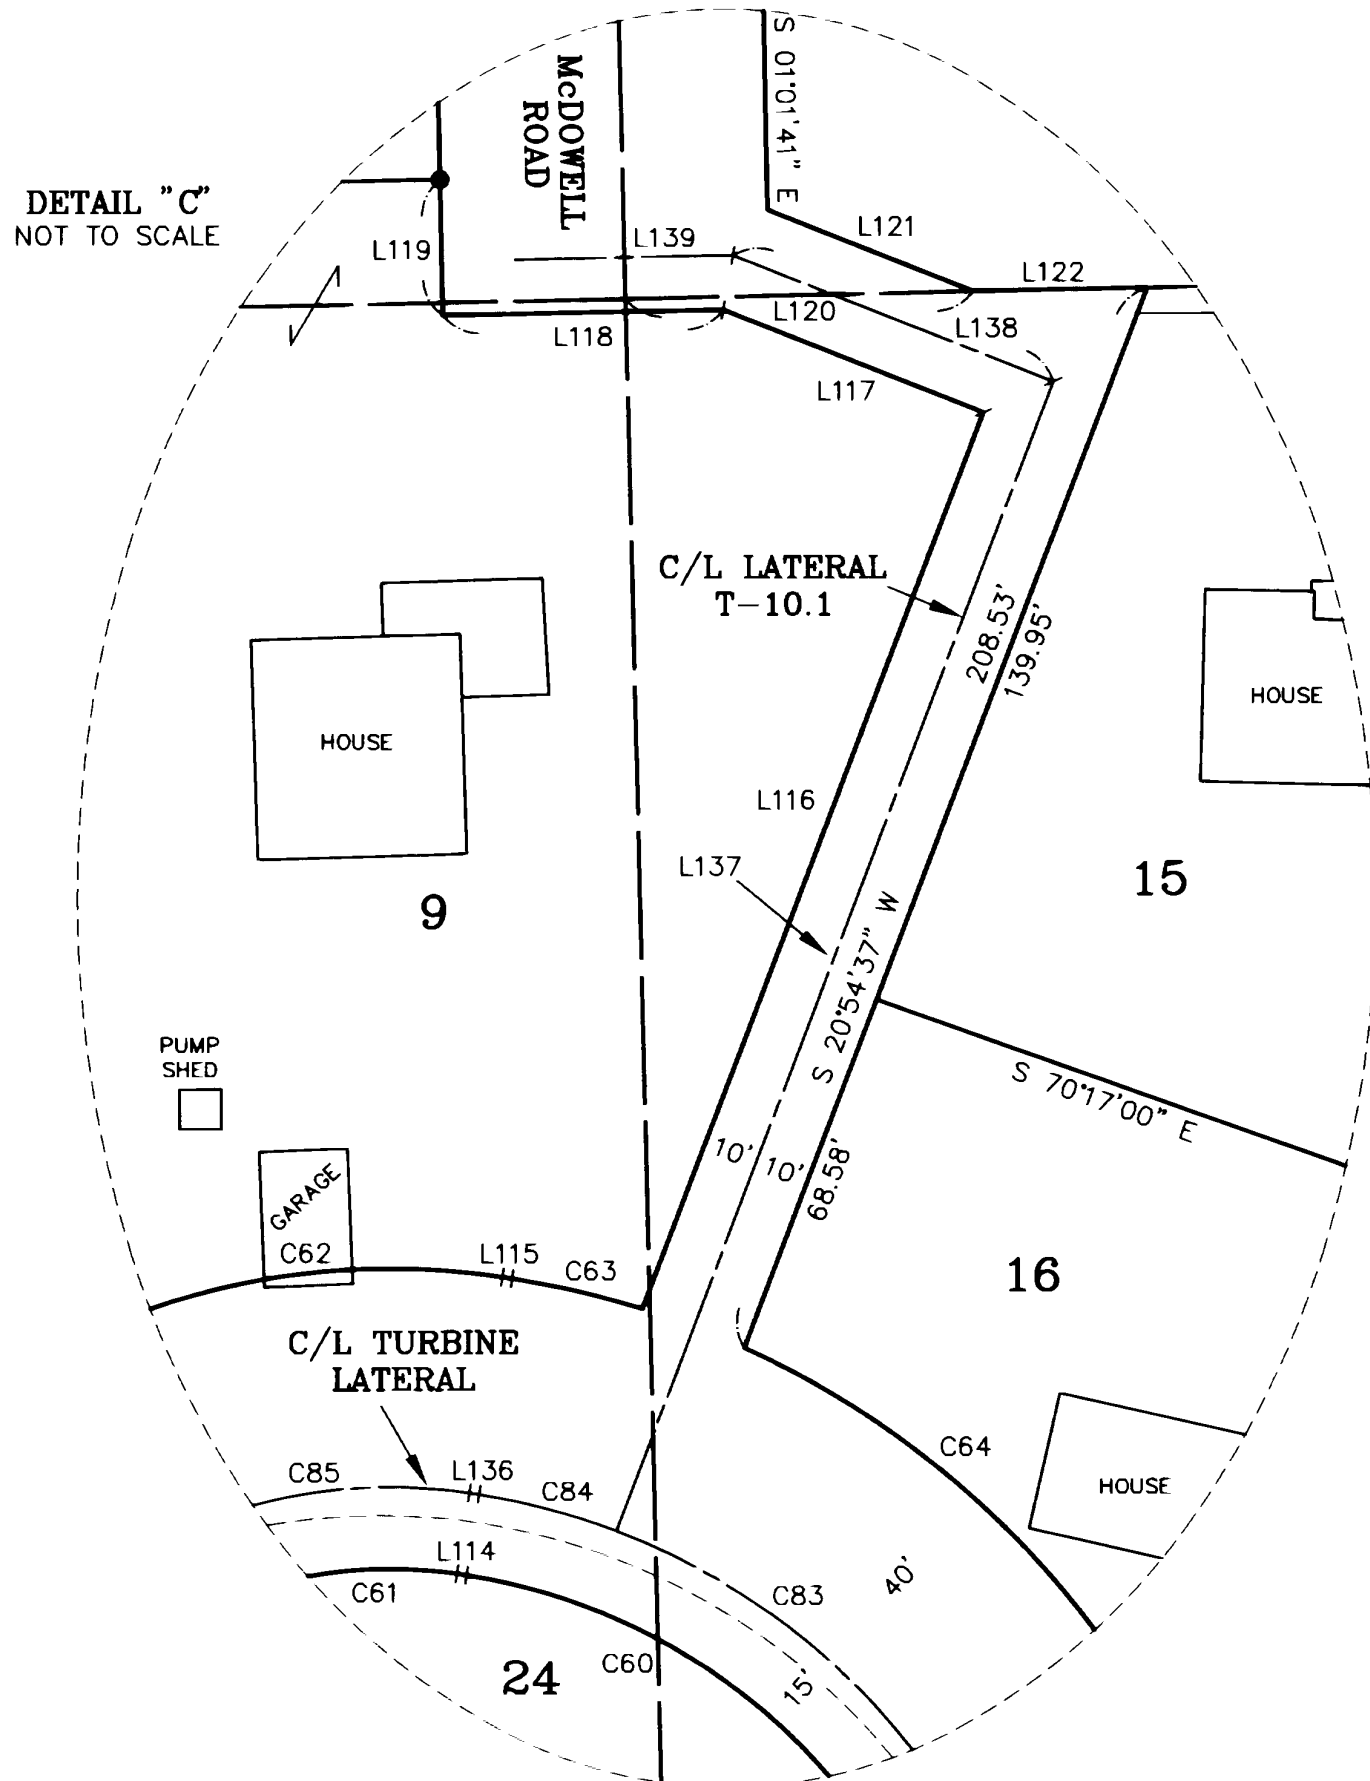 DETAIL "C"
NOT TO SCALE
McDOWELL
ROAD
S 01°01'41" E
L119
L139
L121
L122
L118
L120
L138
L117
C/L LATERAL
T-10.1
208.53'
139.95'
HOUSE
HOUSE
L116
L137
9
15
S 20°54'37" W
PUMP
SHED
S 70°17'00" E
10'
10'
68.58'
GARAGE
C62
L115
C63
16
C/L TURBINE
LATERAL
C64
C85
L136
C84
HOUSE
L114
C61
C83
40'
C60
24
15'